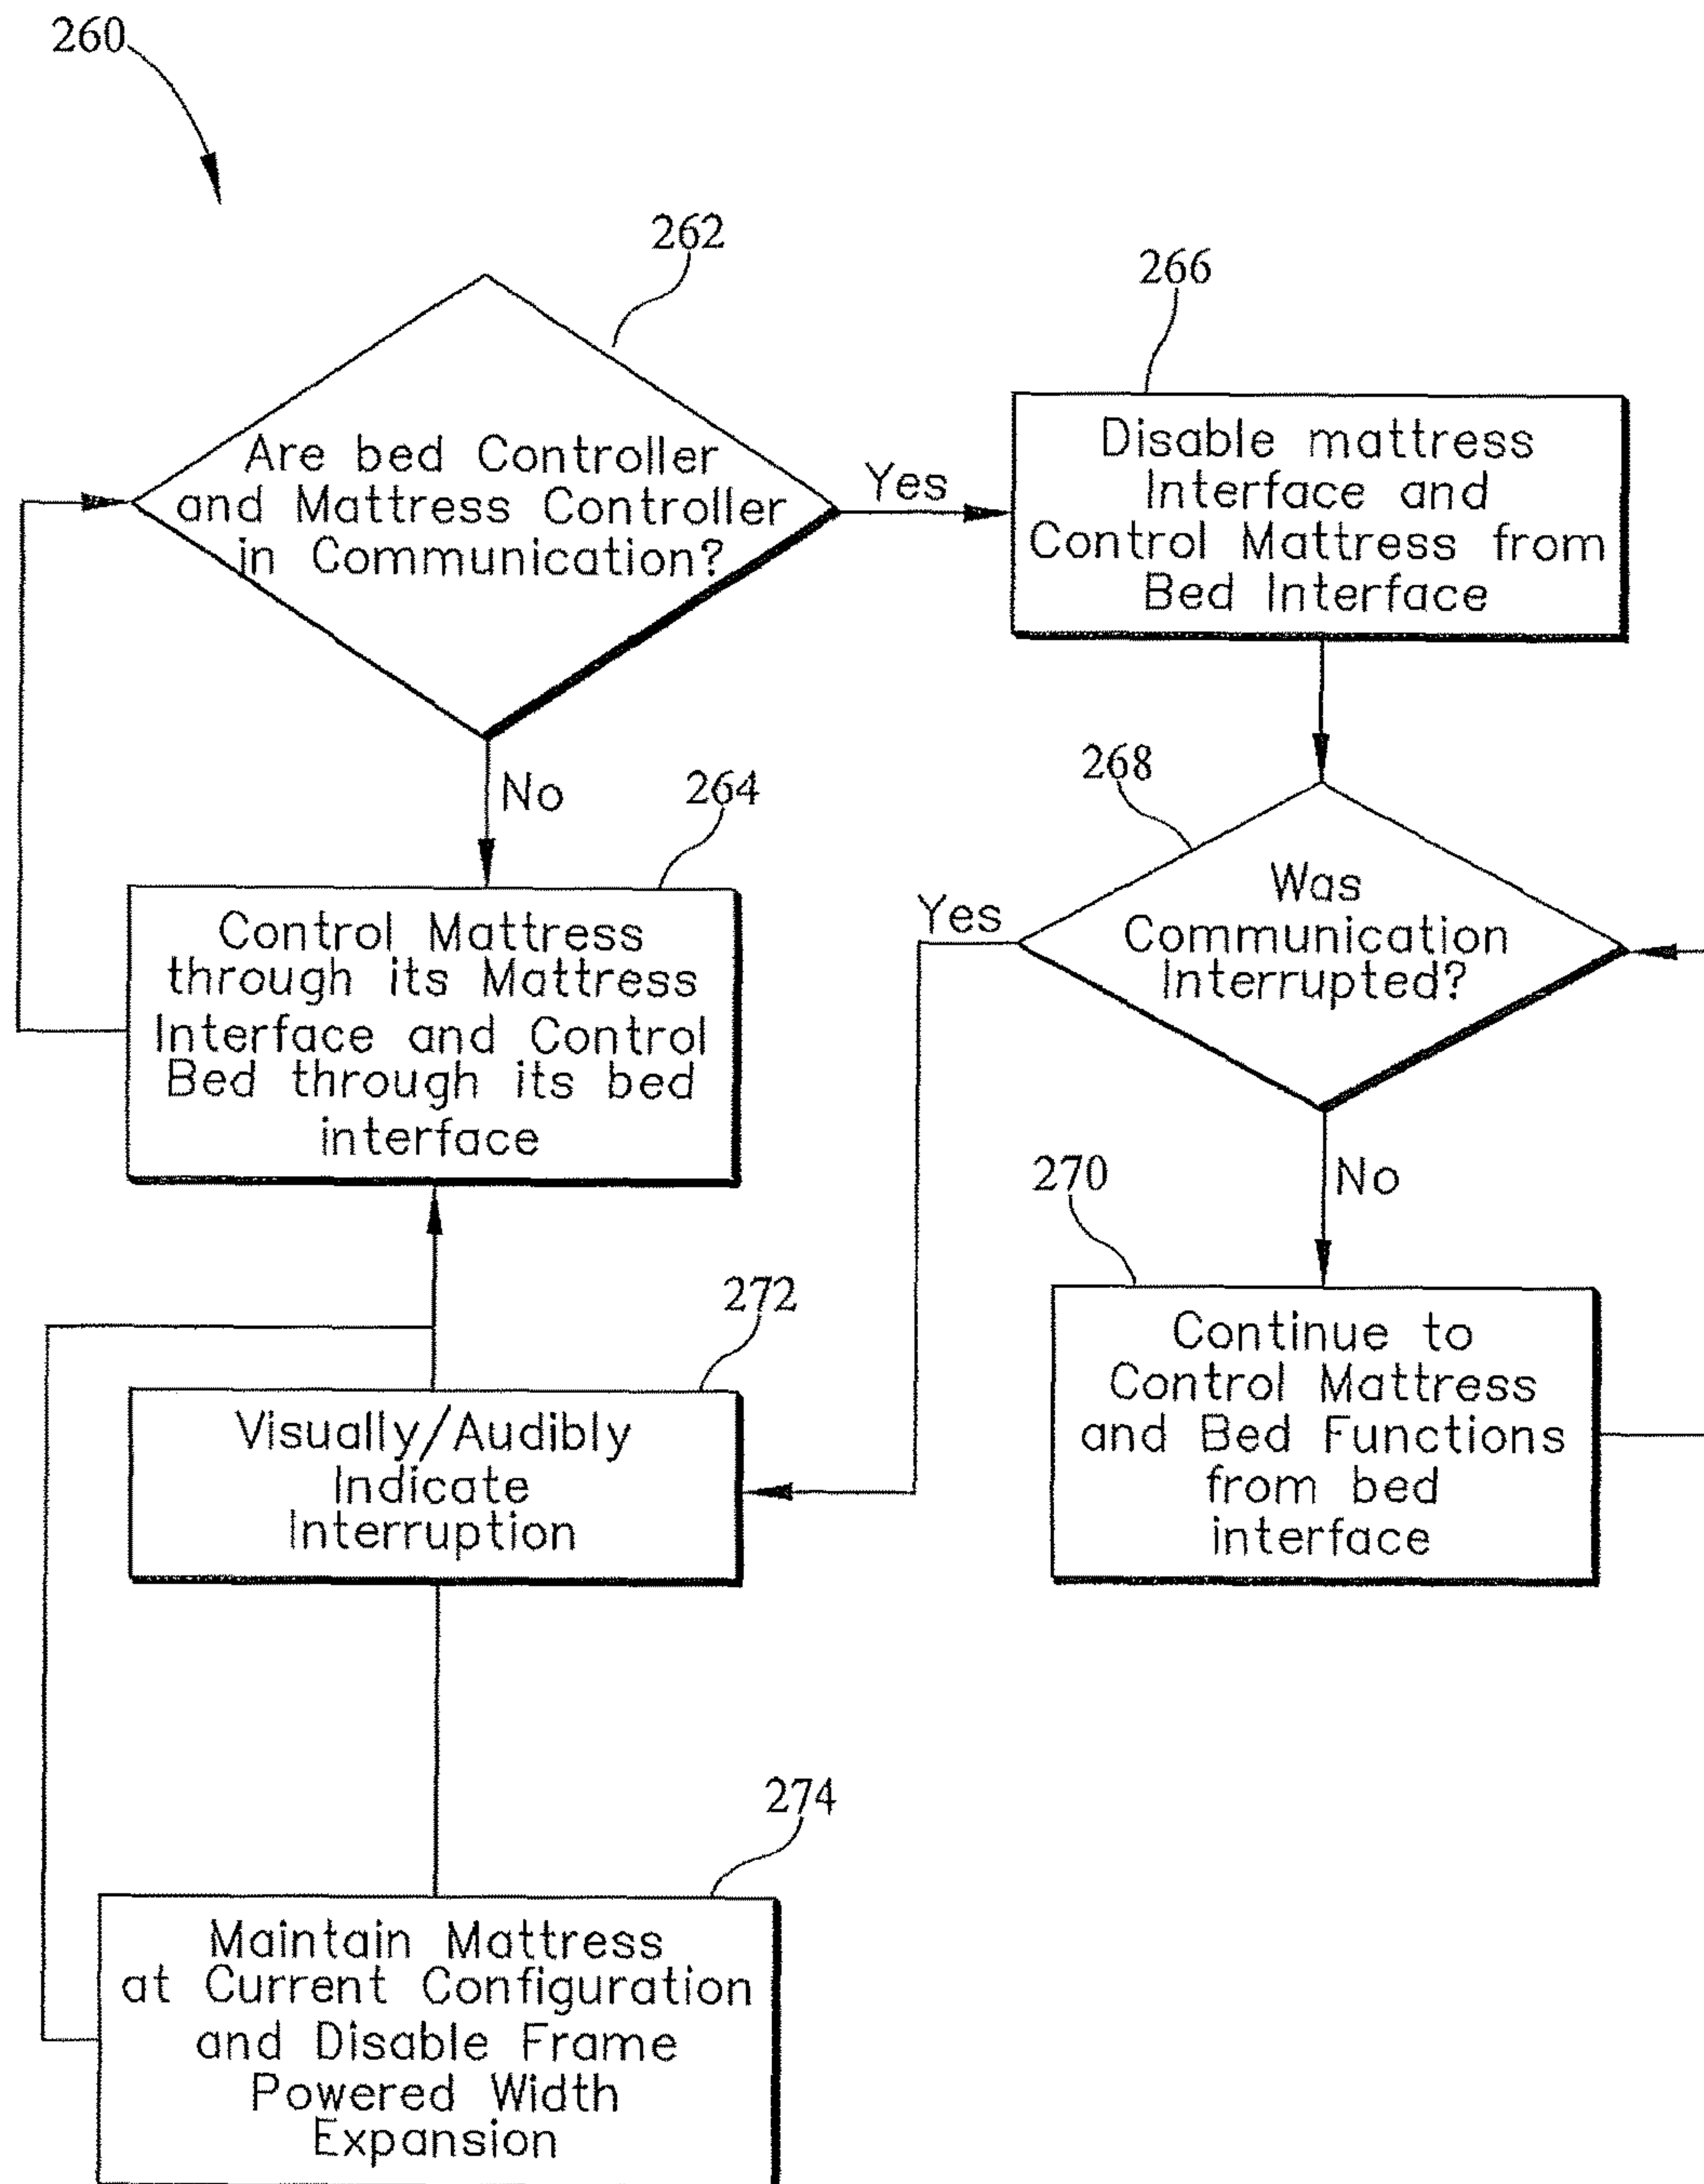 260
262
Are bed Controller
and Mattress Controller
in Communication?
Yes
266
Disable mattress
Interface and
Control Mattress from
Bed Interface
No
264
Control Mattress
through its Mattress
Interface and Control
Bed through its bed
interface
268
Was
Communication
Interrupted?
Yes
No
270
Continue to
Control Mattress
and Bed Functions
from bed
interface
272
Visually/Audibly
Indicate
Interruption
274
Maintain Mattress
at Current Configuration
and Disable Frame
Powered Width
Expansion